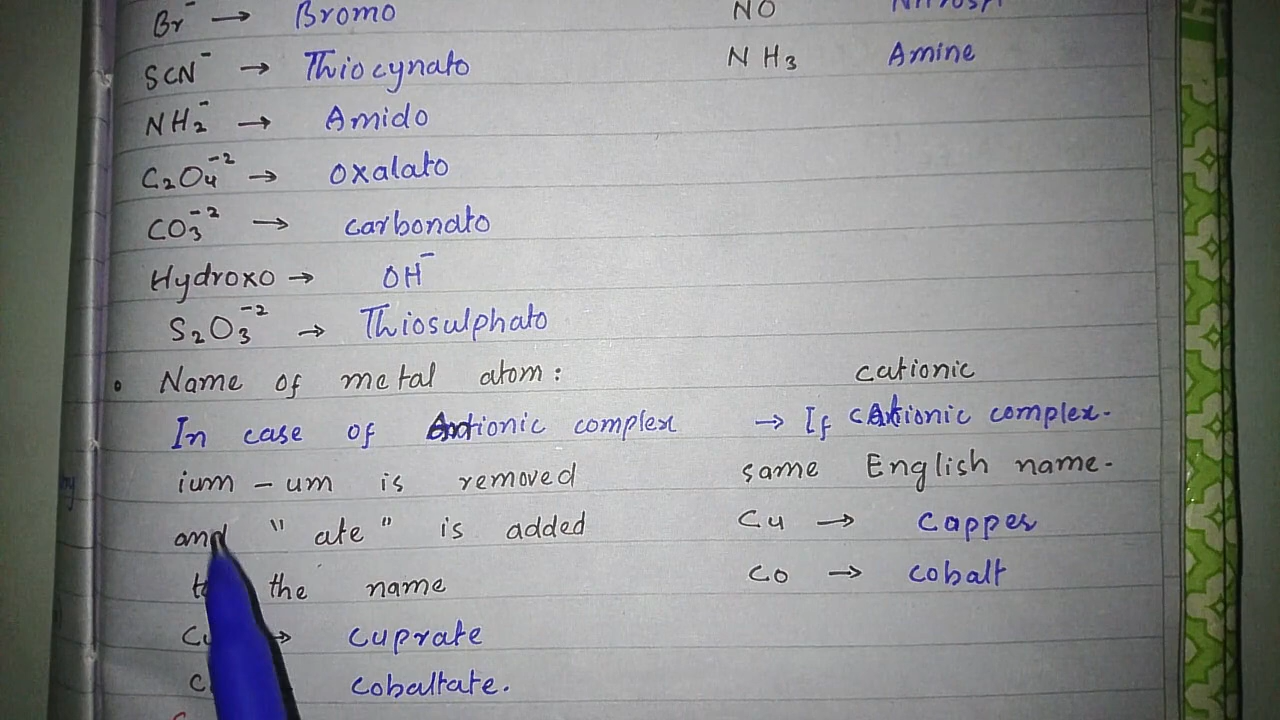 Br⁻ → Bromo
NO
SCN⁻ → Thiocynato
NH3 Amine
NH2⁻ → Amido
C2O4⁻² → oxalato
CO3⁻² → carbonato
Hydroxo → OH⁻
S2O3⁻² → Thiosulphato
• Name of metal atom:
In case of Anionic complex
ium - um is removed
and "ate" is added
the name
→ cuprate
cobaltate.
cationic
→ If cationic complex.
same English name.
Cu → Copper
Co → cobalt